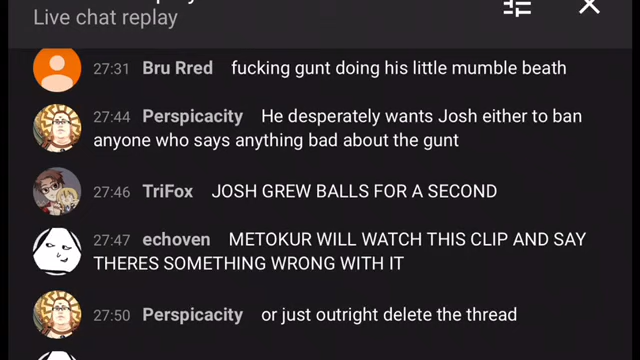 Live chat replay
27:31 Bru Rred fucking gunt doing his little mumble beath
27:44 Perspicacity He desperately wants Josh either to ban
anyone who says anything bad about the gunt
27:46 TriFox JOSH GREW BALLS FOR A SECOND
27:47 echoven METOKUR WILL WATCH THIS CLIP AND SAY
THERES SOMETHING WRONG WITH IT
27:50 Perspicacity or just outright delete the thread